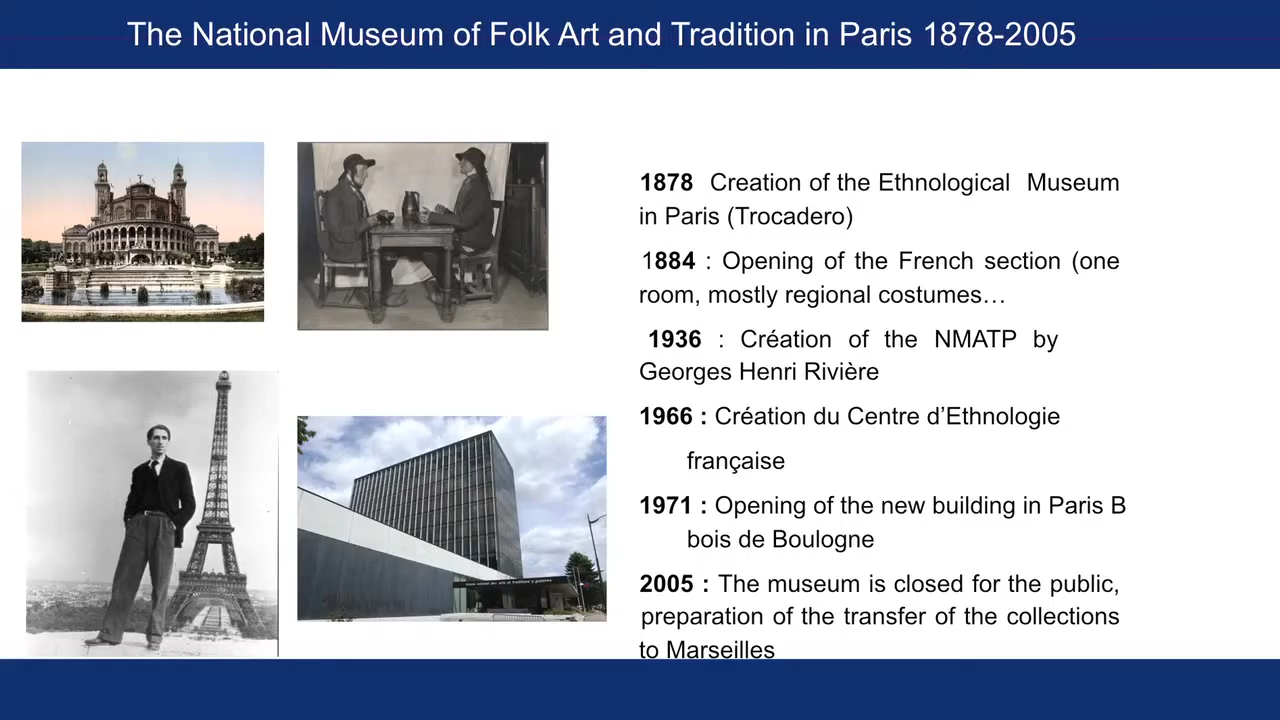 The National Museum of Folk Art and Tradition in Paris 1878-2005
1878 Creation of the Ethnological Museum
in Paris (Trocadero)
1884 : Opening of the French section (one
room, mostly regional costumes…
1936 : Création of the NMATP by
Georges Henri Rivière
1966 : Création du Centre d’Ethnologie
française
1971 : Opening of the new building in Paris B
bois de Boulogne
2005 : The museum is closed for the public,
preparation of the transfer of the collections
to Marseilles